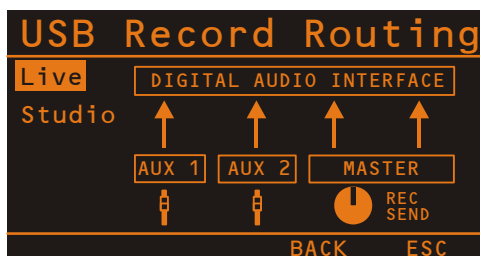 USB Record Routing
Live
DIGITAL AUDIO INTERFACE
Studio
AUX 1 AUX 2 MASTER
REC
SEND
BACK ESC